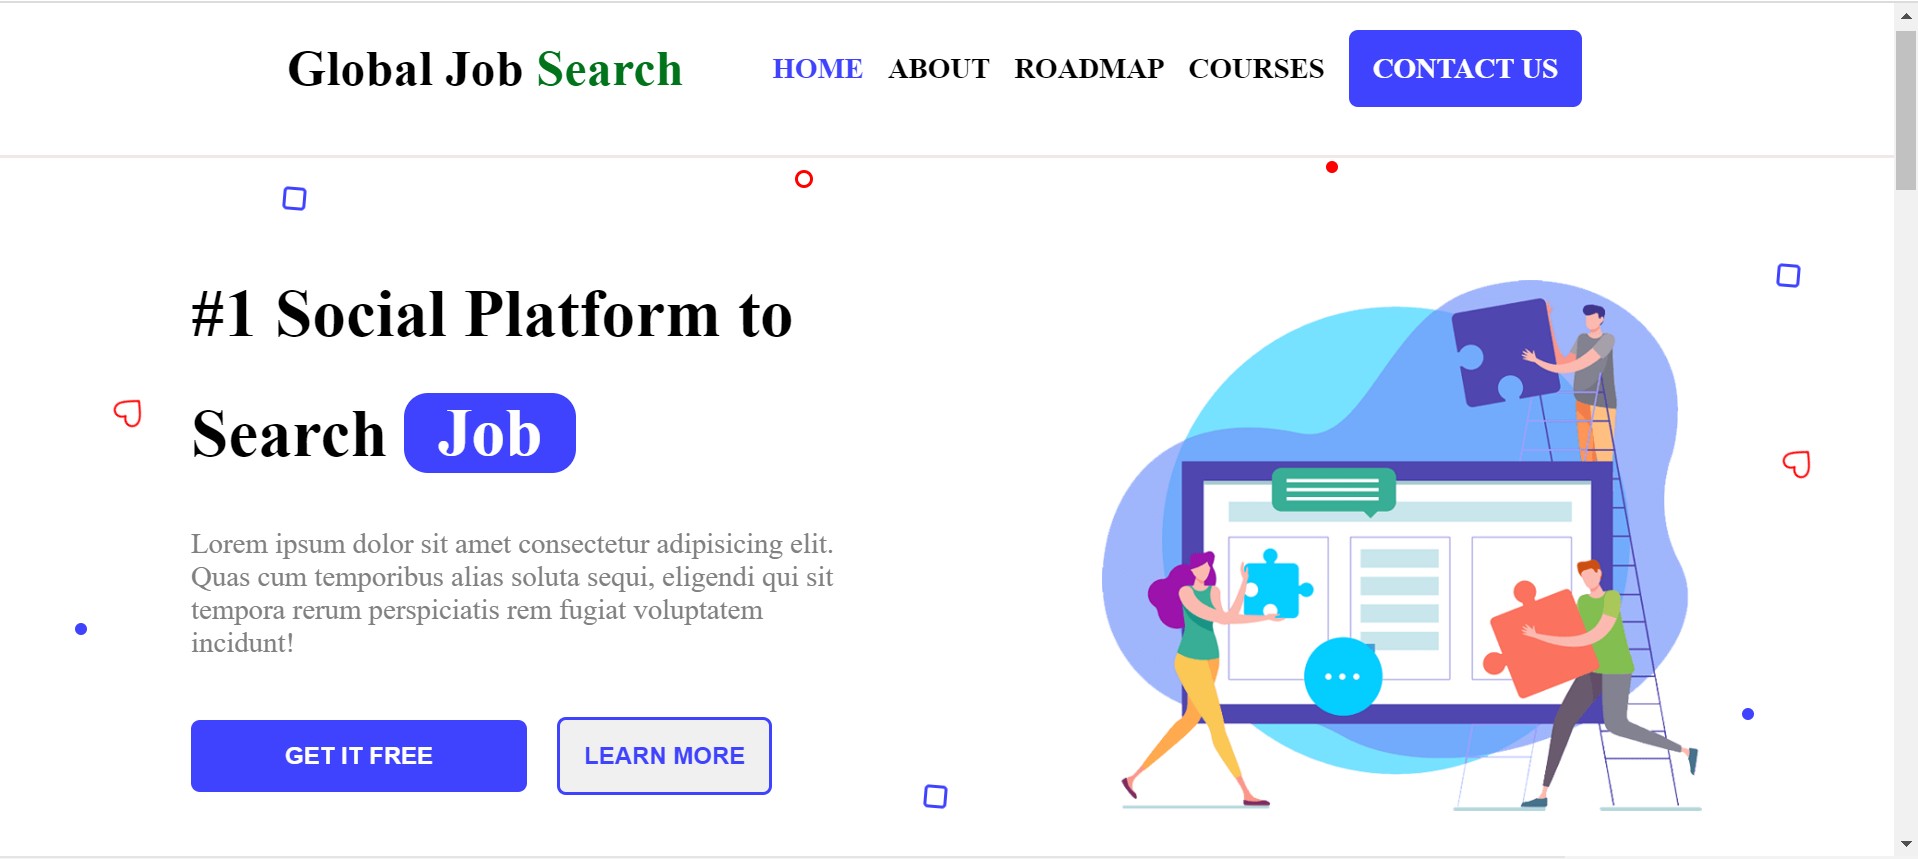 Global Job Search
HOME ABOUT ROADMAP COURSES CONTACT US
#1 Social Platform to
Search Job
Lorem ipsum dolor sit amet consectetur adipisicing elit.
Quas cum temporibus alias soluta sequi, eligendi qui sit
tempora rerum perspiciatis rem fugiat voluptatem
incidunt!
GET IT FREE LEARN MORE